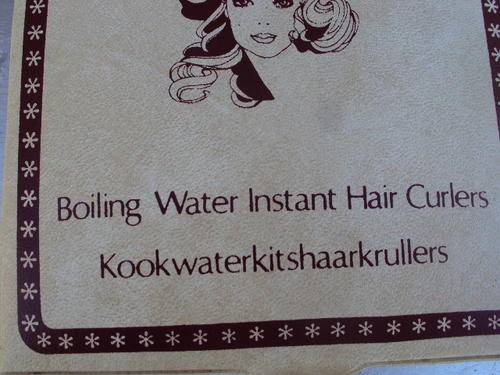 Boiling Water Instant Hair Curlers
Kookwaterkitshaarkrullers